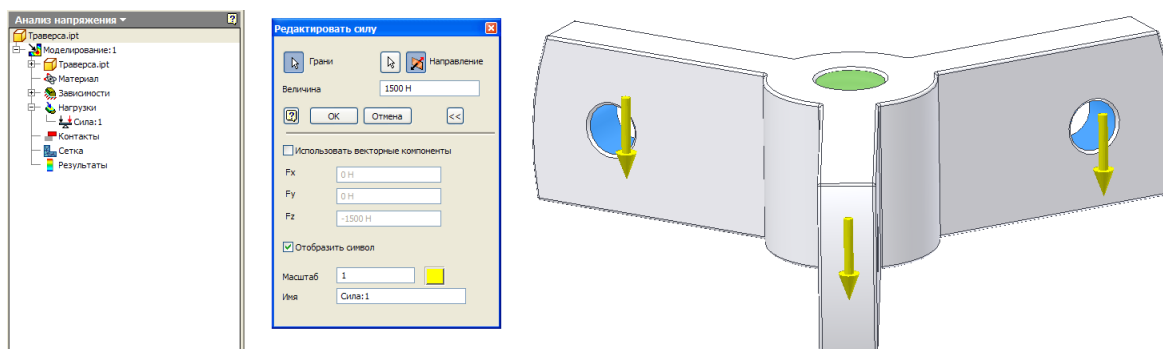 Анализ напряжения
Траверса.ipt
Моделирование:1
Траверса.ipt
Материал
Зависимости
Нагрузки
Сила:1
Контакты
Сетка
Результаты
Редактировать силу
Грани Направление
Величина 1500 Н
OK Отмена <<
Использовать векторные компоненты
Fx 0 Н
Fy 0 Н
Fz -1500 Н
Отобразить символ
Масштаб 1
Имя Сила:1